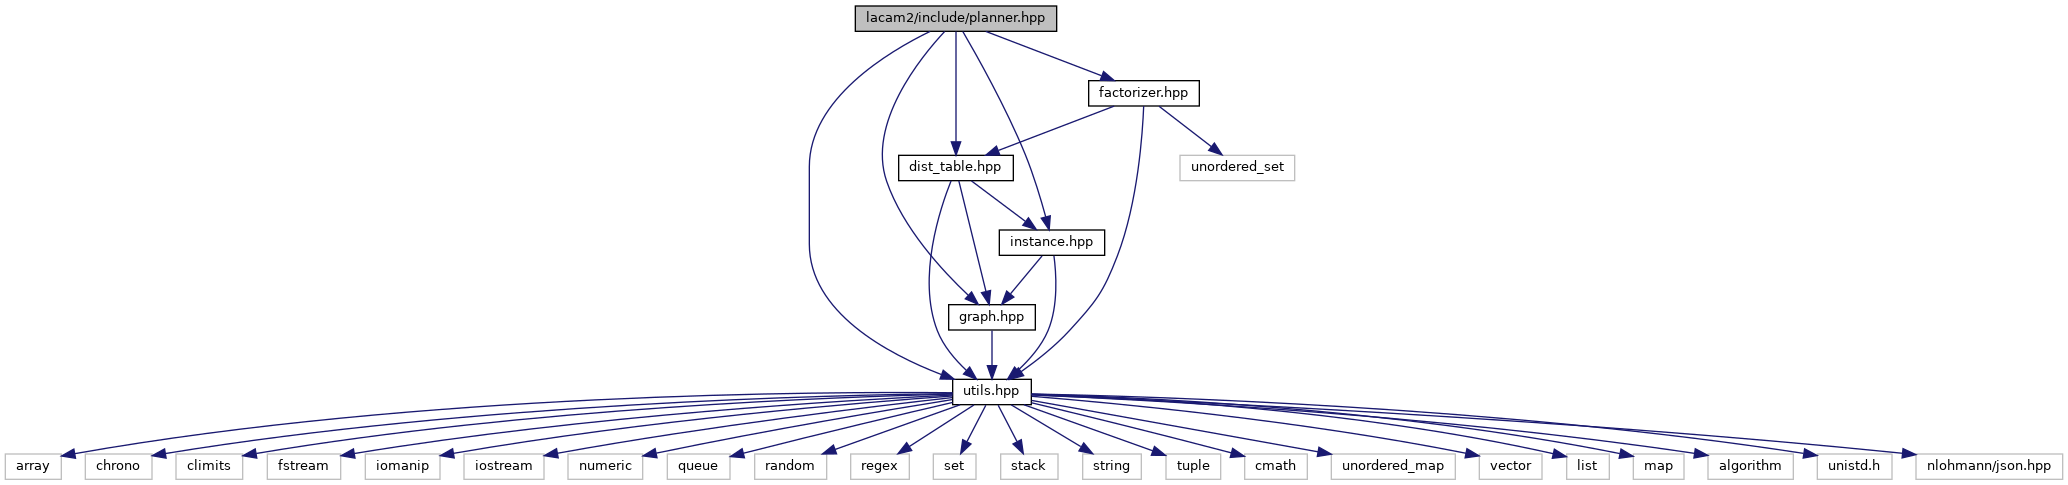 lacam2/include/planner.hpp
factorizer.hpp
dist_table.hpp
unordered_set
instance.hpp
graph.hpp
utils.hpp
array
chrono
climits
fstream
iomanip
iostream
numeric
queue
random
regex
set
stack
string
tuple
cmath
unordered_map
vector
list
map
algorithm
unistd.h
nlohmann/json.hpp